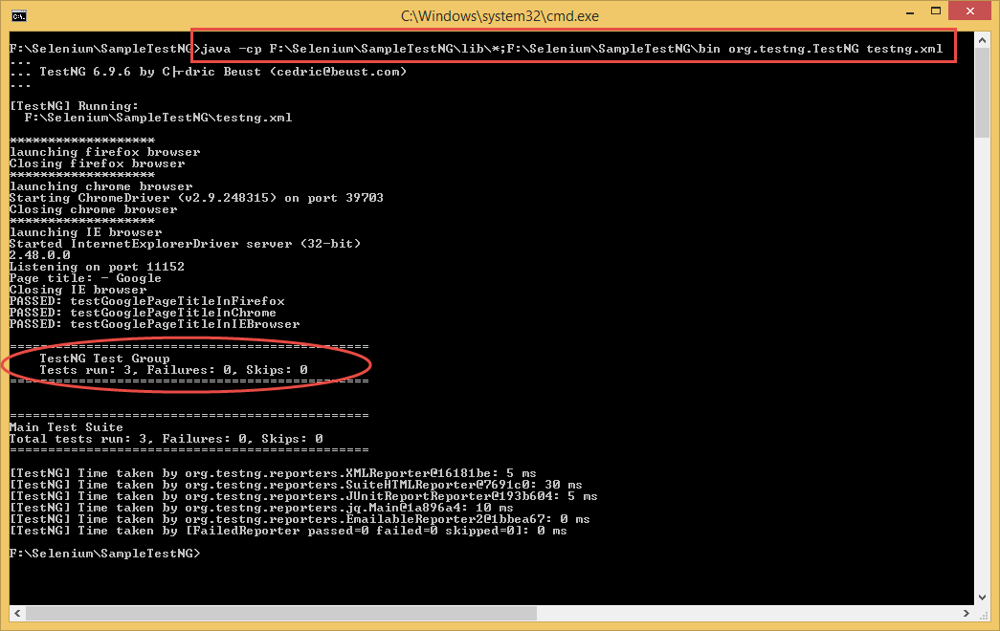 C:\Windows\system32\cmd.exe
F:\Selenium\SampleTestNG>java -cp F:\Selenium\SampleTestNG\lib\*;F:\Selenium\SampleTestNG\bin org.testng.TestNG testng.xml
...
... TestNG 6.9.6 by C├⌐dric Beust (cedric@beust.com)
...
[TestNG] Running:
F:\Selenium\SampleTestNG\testng.xml
*******************
launching firefox browser
Closing firefox browser
*******************
launching chrome browser
Starting ChromeDriver (v2.9.248315) on port 39703
Closing chrome browser
*******************
launching IE browser
Started InternetExplorerDriver server (32-bit)
2.48.0.0
Listening on port 11152
Page title: - Google
Closing IE browser
PASSED: testGooglePageTitleInFirefox
PASSED: testGooglePageTitleInChrome
PASSED: testGooglePageTitleInIEBrowser
===============================================
TestNG Test Group
Tests run: 3, Failures: 0, Skips: 0
===============================================
===============================================
Main Test Suite
Total tests run: 3, Failures: 0, Skips: 0
===============================================
[TestNG] Time taken by org.testng.reporters.XMLReporter@16181be: 5 ms
[TestNG] Time taken by org.testng.reporters.SuiteHTMLReporter@7691c0: 30 ms
[TestNG] Time taken by org.testng.reporters.JUnitReportReporter@193b604: 5 ms
[TestNG] Time taken by org.testng.reporters.jq.Main@1a896a4: 10 ms
[TestNG] Time taken by org.testng.reporters.EmailableReporter2@1bbea67: 0 ms
[TestNG] Time taken by [FailedReporter passed=0 failed=0 skipped=0]: 0 ms
F:\Selenium\SampleTestNG>